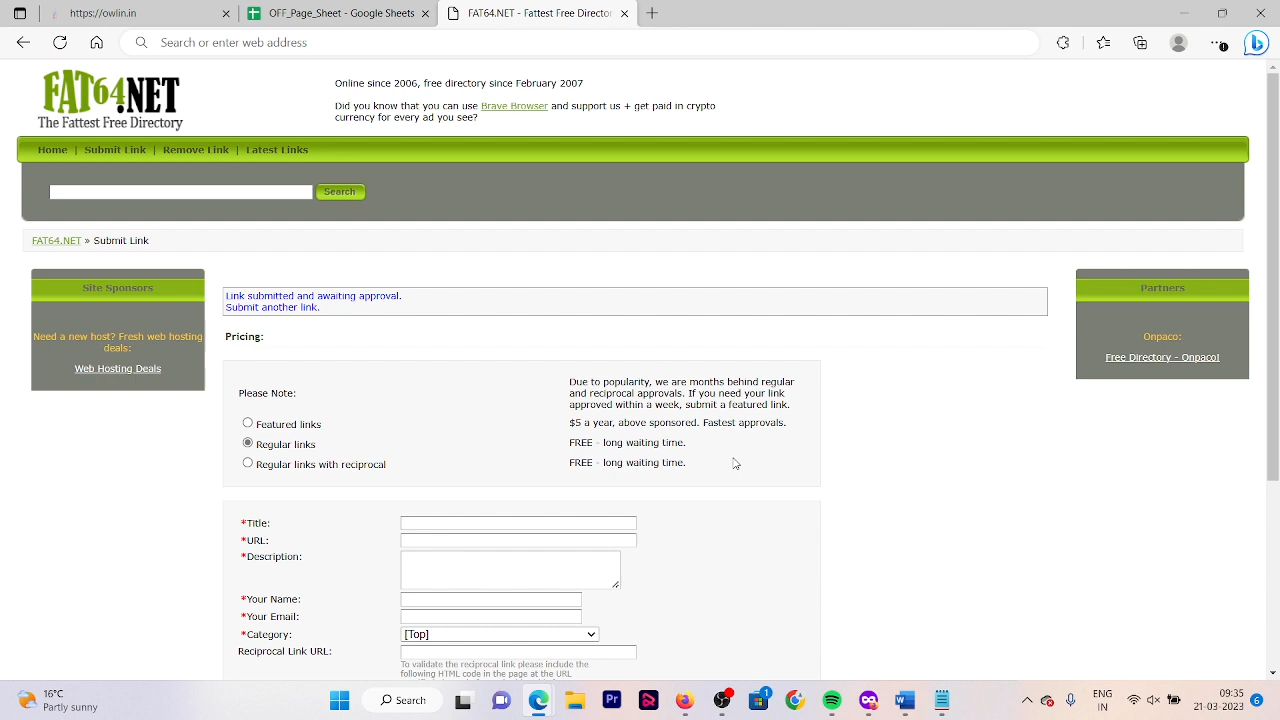 https://owlinux
OFF-Page Submission - Google Sheets
FAT64.NET - Fattest Free Director
Search or enter web address
FAT64.NET
The Fattest Free Directory
Online since 2006, free directory since February 2007
Did you know that you can use Brave Browser and support us + get paid in crypto
currency for every ad you see?
Home | Submit Link | Remove Link | Latest Links
Search
FAT64.NET » Submit Link
Site Sponsors
Need a new host? Fresh web hosting
deals:
Web Hosting Deals
Link submitted and awaiting approval.
Submit another link.
Pricing:
Please Note:
Due to popularity, we are months behind regular
and reciprocal approvals. If you need your link
approved within a week, submit a featured link.
Featured links $5 a year, above sponsored. Fastest approvals.
Regular links FREE - long waiting time.
Regular links with reciprocal FREE - long waiting time.
Partners
Onpaco:
Free Directory - Onpaco!
*Title:
*URL:
*Description:
*Your Name:
*Your Email:
*Category: [Top]
Reciprocal Link URL:
To validate the reciprocal link please include the
following HTML code in the page at the URL
16°C
Partly sunny
Search
Pr
1
ENG
IN
09:35
21-03-2023
6